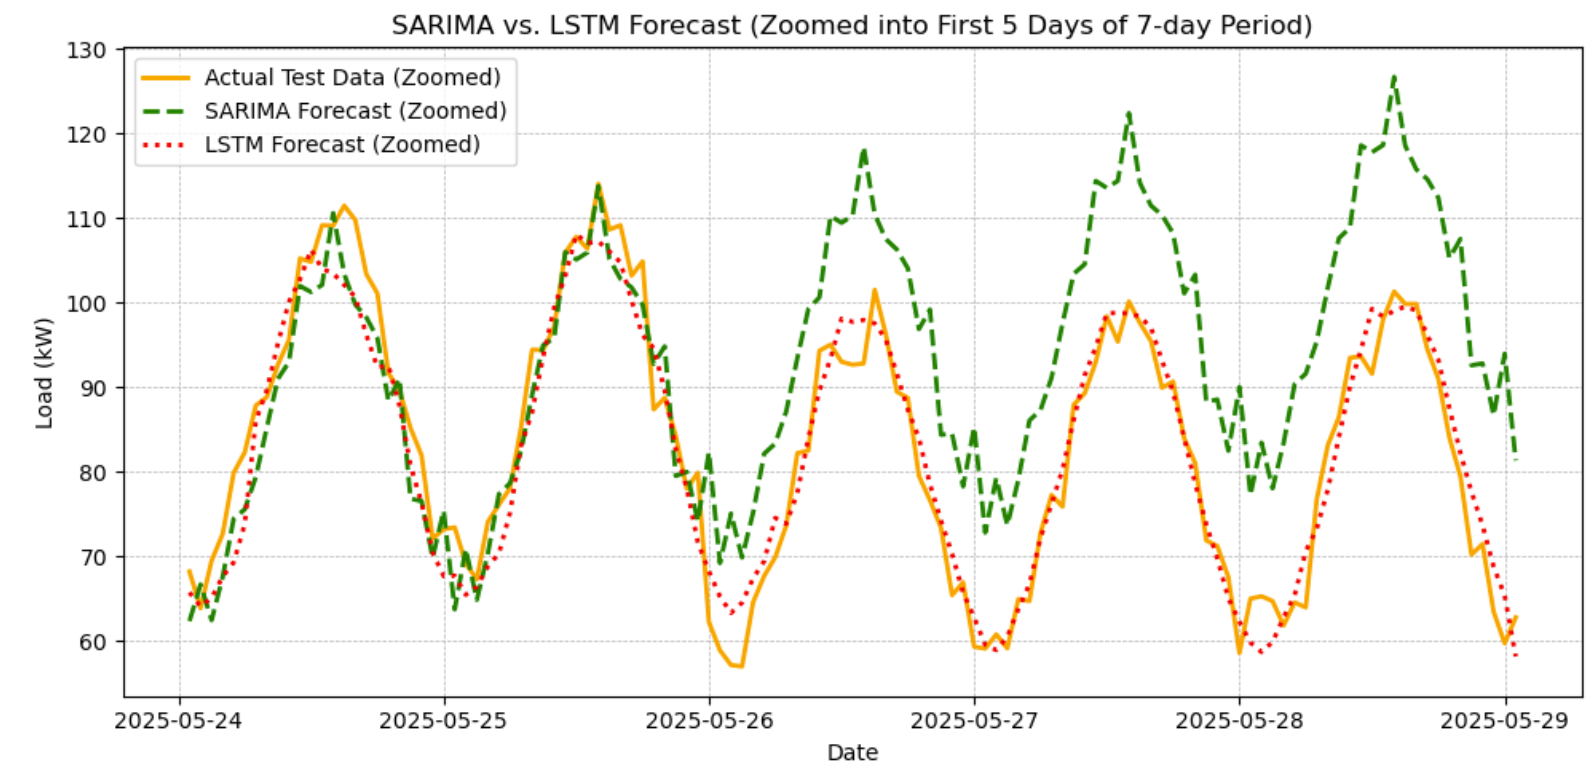 SARIMA vs. LSTM Forecast (Zoomed into First 5 Days of 7-day Period)
Actual Test Data (Zoomed)
SARIMA Forecast (Zoomed)
LSTM Forecast (Zoomed)
130
120
110
100
90
80
70
60
Load (kW)
2025-05-24
2025-05-25
2025-05-26
2025-05-27
2025-05-28
2025-05-29
Date